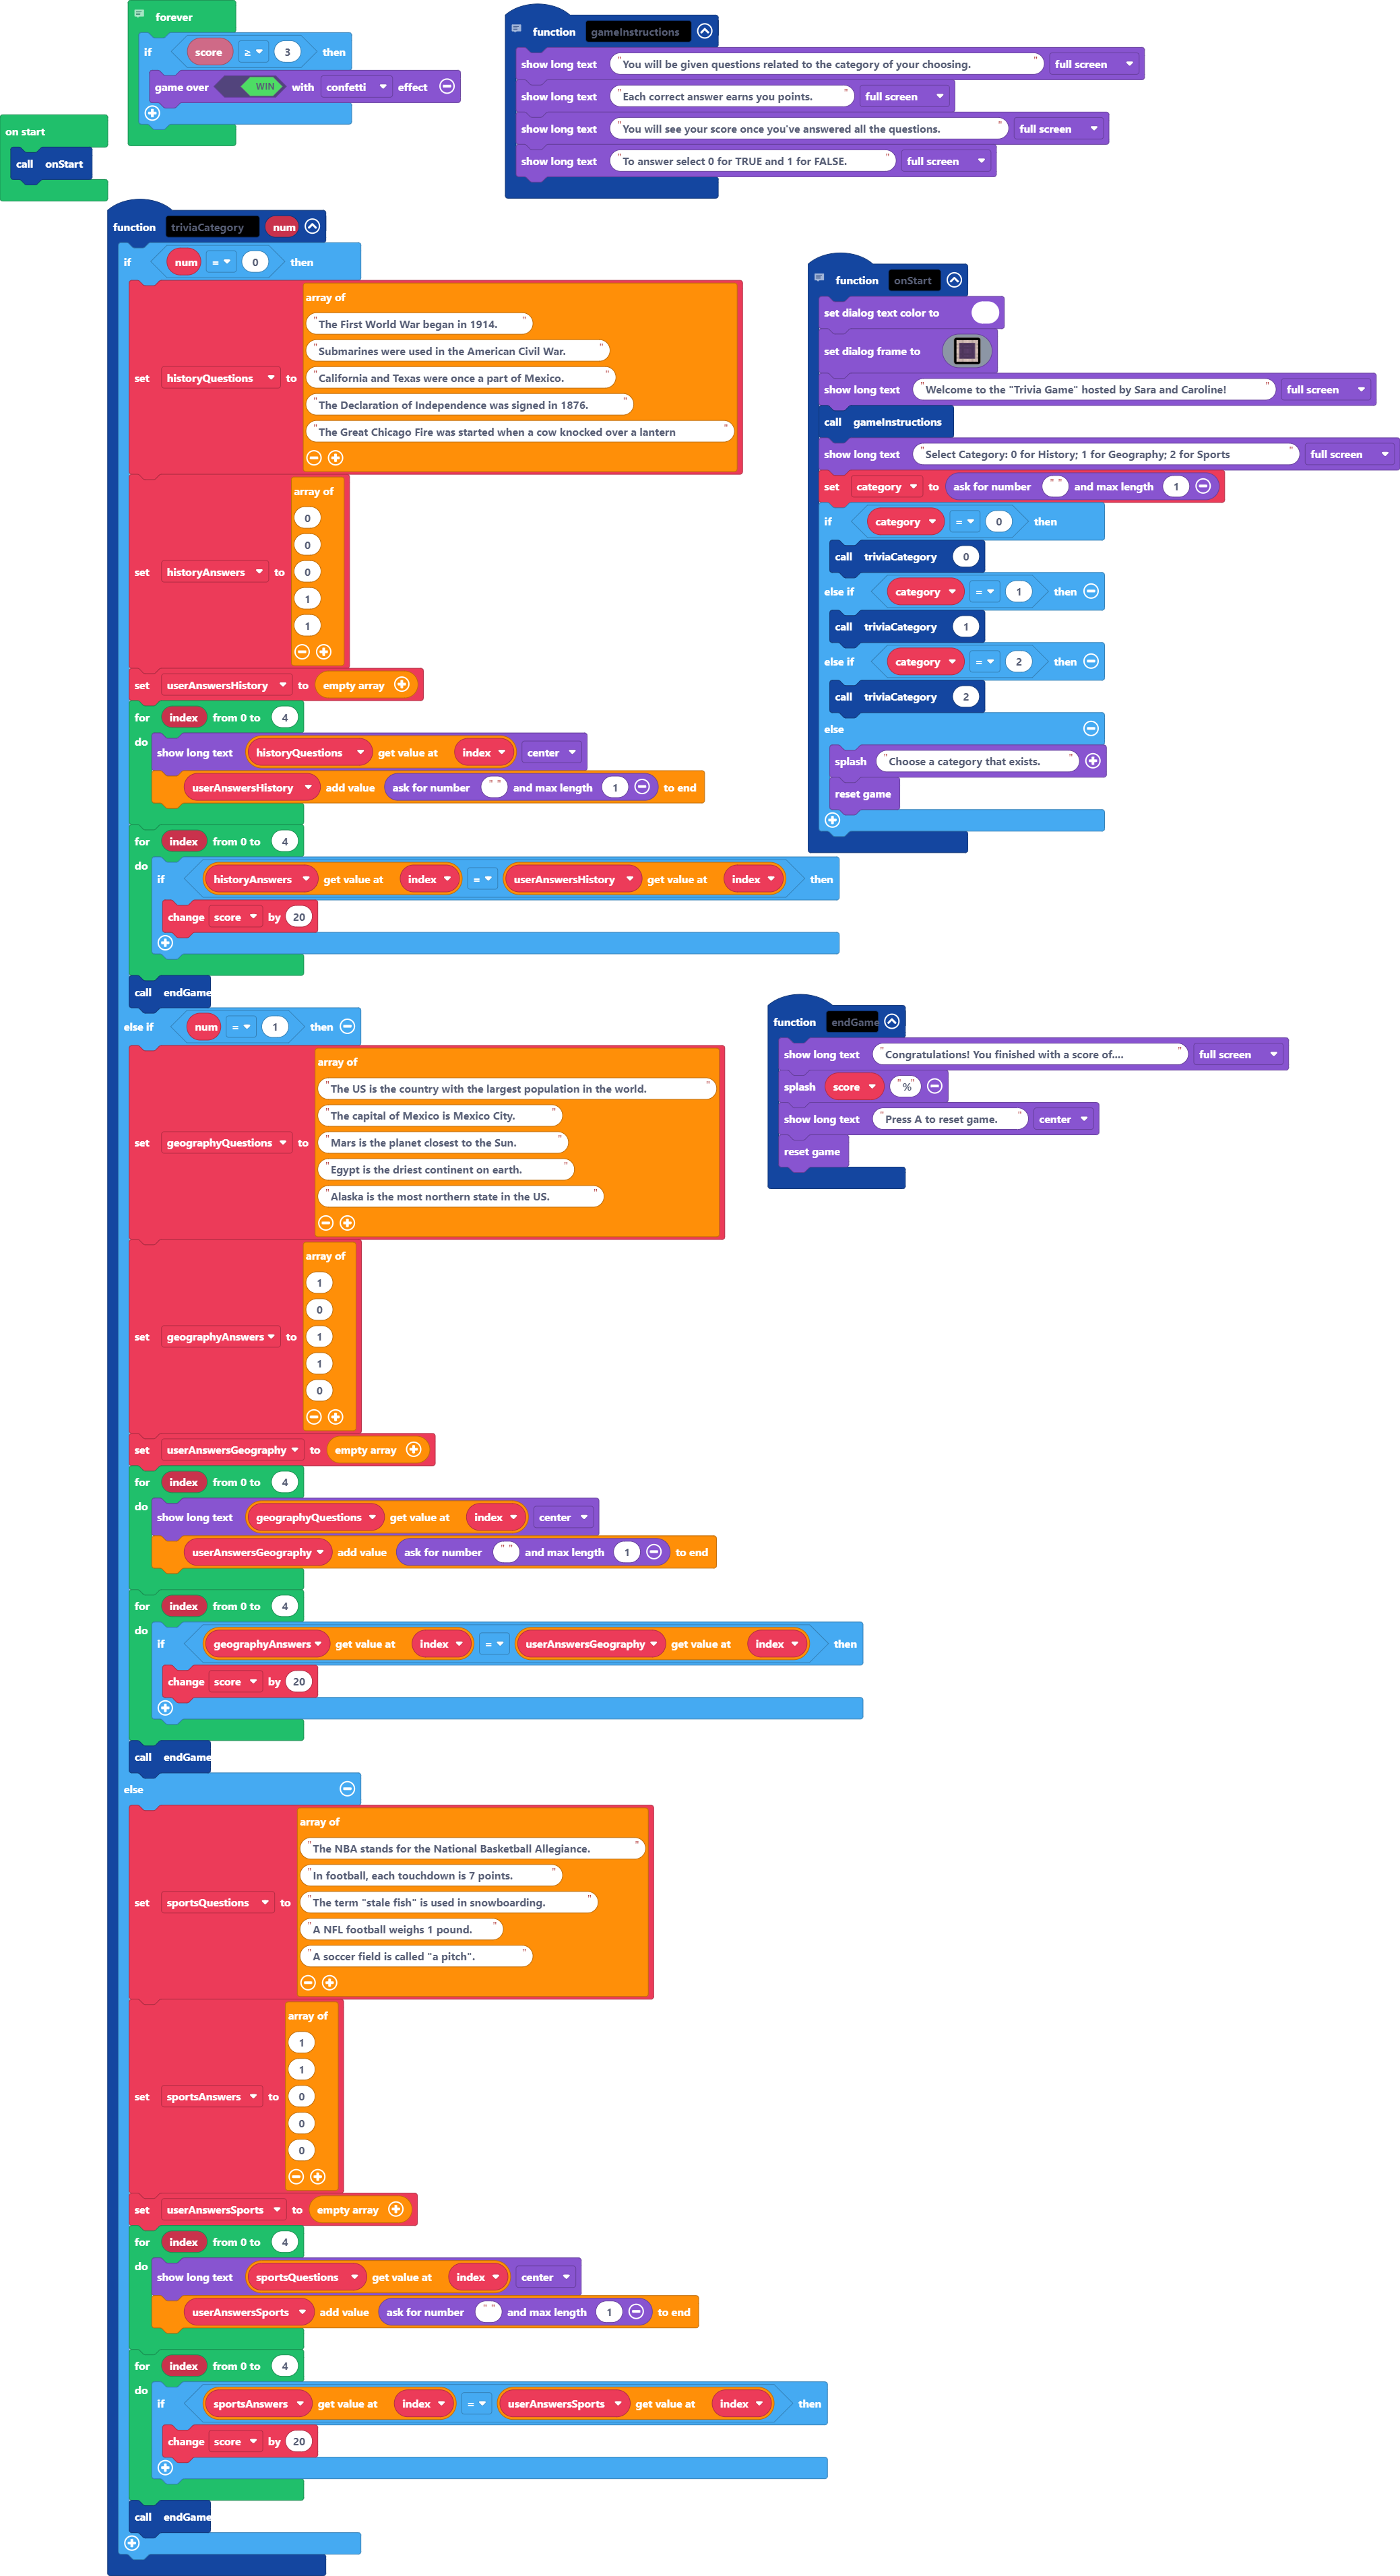 forever
if score ≥ 3 then
game over WIN with confetti effect
on start
call onStart
function gameInstructions
show long text "You will be given questions related to the category of your choosing." full screen
show long text "Each correct answer earns you points." full screen
show long text "You will see your score once you've answered all the questions." full screen
show long text "To answer select 0 for TRUE and 1 for FALSE." full screen
function triviaCategory num
if num = 0 then
set historyQuestions to array of
"The First World War began in 1914."
"Submarines were used in the American Civil War."
"California and Texas were once a part of Mexico."
"The Declaration of Independence was signed in 1876."
"The Great Chicago Fire was started when a cow knocked over a lantern"
set historyAnswers to array of
0
0
0
1
1
set userAnswersHistory to empty array
for index from 0 to 4
do show long text historyQuestions get value at index center
userAnswersHistory add value ask for number " " and max length 1 to end
for index from 0 to 4
do if historyAnswers get value at index = userAnswersHistory get value at index then
change score by 20
call endGame
else if num = 1 then
set geographyQuestions to array of
"The US is the country with the largest population in the world."
"The capital of Mexico is Mexico City."
"Mars is the planet closest to the Sun."
"Egypt is the driest continent on earth."
"Alaska is the most northern state in the US."
set geographyAnswers to array of
1
0
1
1
0
set userAnswersGeography to empty array
for index from 0 to 4
do show long text geographyQuestions get value at index center
userAnswersGeography add value ask for number " " and max length 1 to end
for index from 0 to 4
do if geographyAnswers get value at index = userAnswersGeography get value at index then
change score by 20
call endGame
else
set sportsQuestions to array of
"The NBA stands for the National Basketball Allegiance."
"In football, each touchdown is 7 points."
"The term "stale fish" is used in snowboarding."
"A NFL football weighs 1 pound."
"A soccer field is called "a pitch"."
set sportsAnswers to array of
1
1
0
0
0
set userAnswersSports to empty array
for index from 0 to 4
do show long text sportsQuestions get value at index center
userAnswersSports add value ask for number " " and max length 1 to end
for index from 0 to 4
do if sportsAnswers get value at index = userAnswersSports get value at index then
change score by 20
call endGame
function onStart
set dialog text color to
set dialog frame to
show long text "Welcome to the "Trivia Game" hosted by Sara and Caroline!" full screen
call gameInstructions
show long text "Select Category: 0 for History; 1 for Geography; 2 for Sports" full screen
set category to ask for number " " and max length 1
if category = 0 then
call triviaCategory 0
else if category = 1 then
call triviaCategory 1
else if category = 2 then
call triviaCategory 2
else
splash "Choose a category that exists."
reset game
function endGame
show long text "Congratulations! You finished with a score of...." full screen
splash score "%"
show long text "Press A to reset game." center
reset game